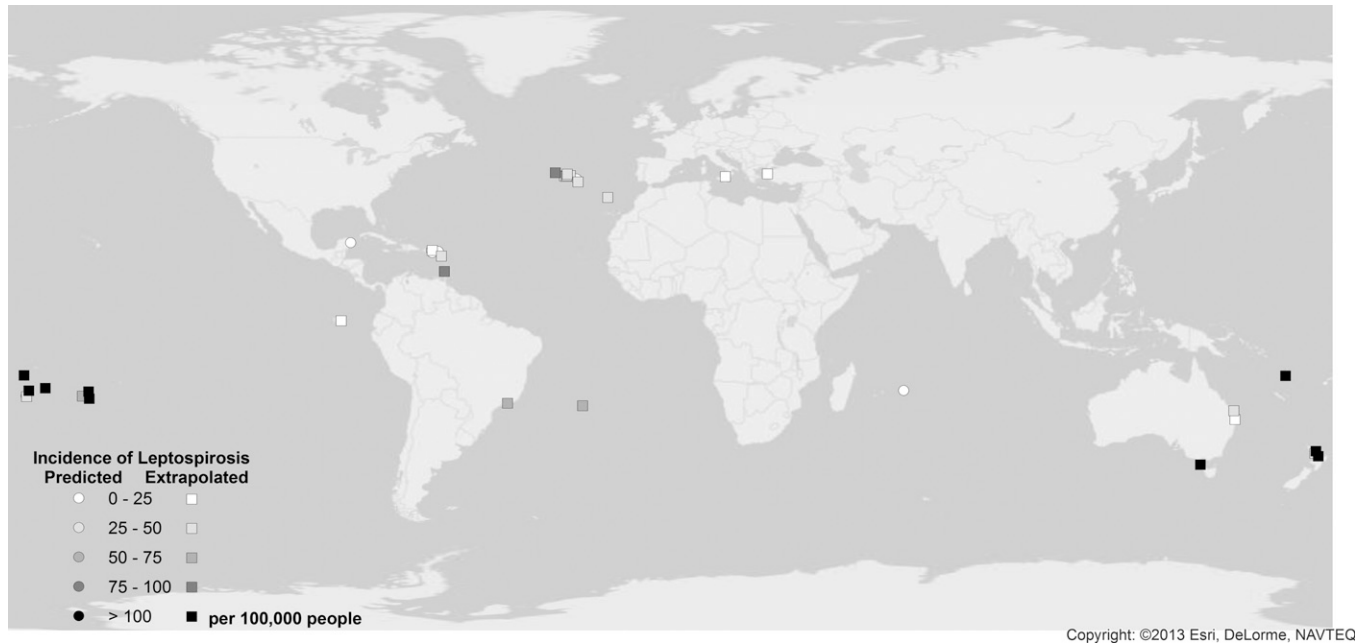 Incidence of Leptospirosis
Predicted Extrapolated
0 - 25
25 - 50
50 - 75
75 - 100
> 100 per 100,000 people
Copyright: ©2013 Esri, DeLorme, NAVTEQ